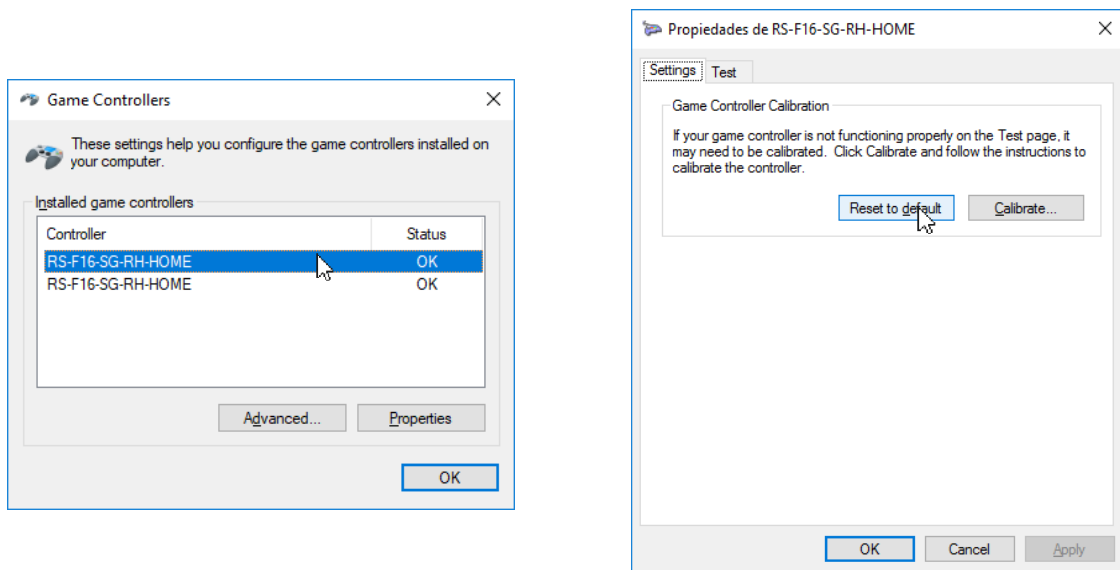 Game Controllers
These settings help you configure the game controllers installed on
your computer.
Installed game controllers
Controller Status
RS-F16-SG-RH-HOME OK
RS-F16-SG-RH-HOME OK
Advanced... Properties
OK
Propiedades de RS-F16-SG-RH-HOME
Settings Test
Game Controller Calibration
If your game controller is not functioning properly on the Test page, it
may need to be calibrated. Click Calibrate and follow the instructions to
calibrate the controller.
Reset to default Calibrate...
OK Cancel Apply